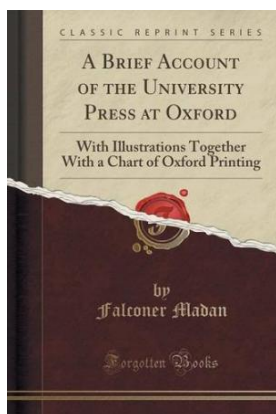 CLASSIC REPRINT SERIES
A BRIEF ACCOUNT
OF THE UNIVERSITY
PRESS AT OXFORD
With Illustrations Together
With a Chart of Oxford Printing
by
Falconer Madan
Forgotten Books